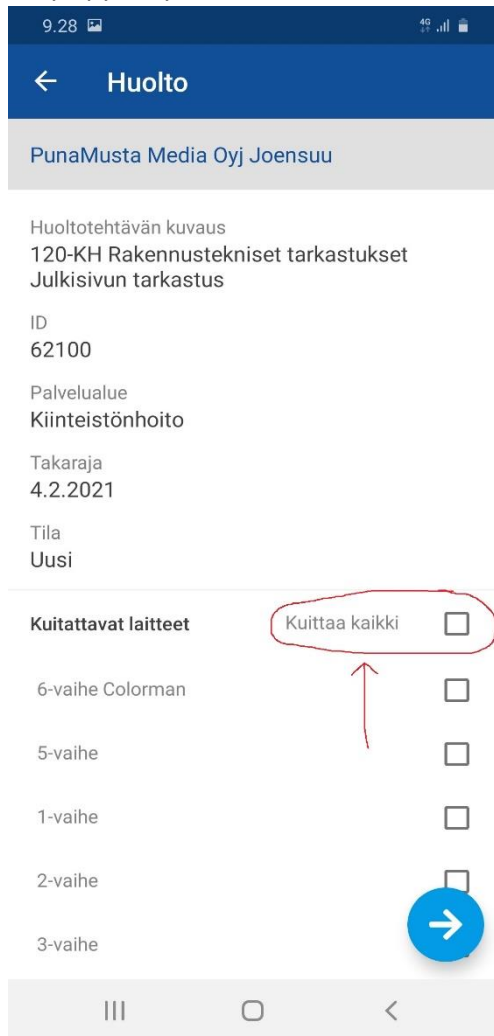 9.28
4G
Huolto
PunaMusta Media Oyj Joensuu
Huoltotehtävän kuvaus
120-KH Rakennustekniset tarkastukset
Julkisivun tarkastus
ID
62100
Palvelualue
Kiinteistönhoito
Takaraja
4.2.2021
Tila
Uusi
Kuitattavat laitteet Kuittaa kaikki
6-vaihe Colorman
5-vaihe
1-vaihe
2-vaihe
3-vaihe